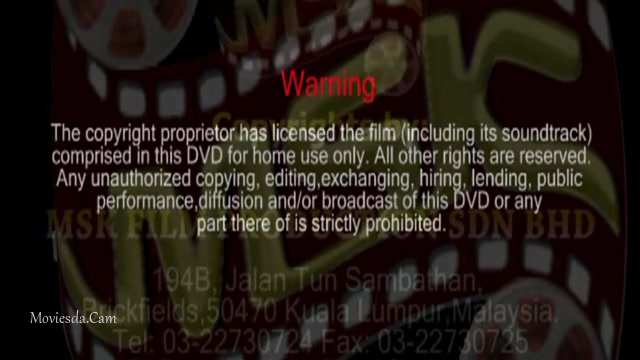 Warning
Copyrights by:
The copyright proprietor has licensed the film (including its soundtrack)
comprised in this DVD for home use only. All other rights are reserved.
Any unauthorized copying, editing,exchanging, hiring, lending, public
performance,diffusion and/or broadcast of this DVD or any
part there of is strictly prohibited.
MSK FILM PRODUCTION SDN BHD
194B, Jalan Tun Sambathan,
Brickfields,50470 Kuala Lumpur,Malaysia.
Tel: 03-22730724 Fax: 03-22730725
Moviesda.Cam